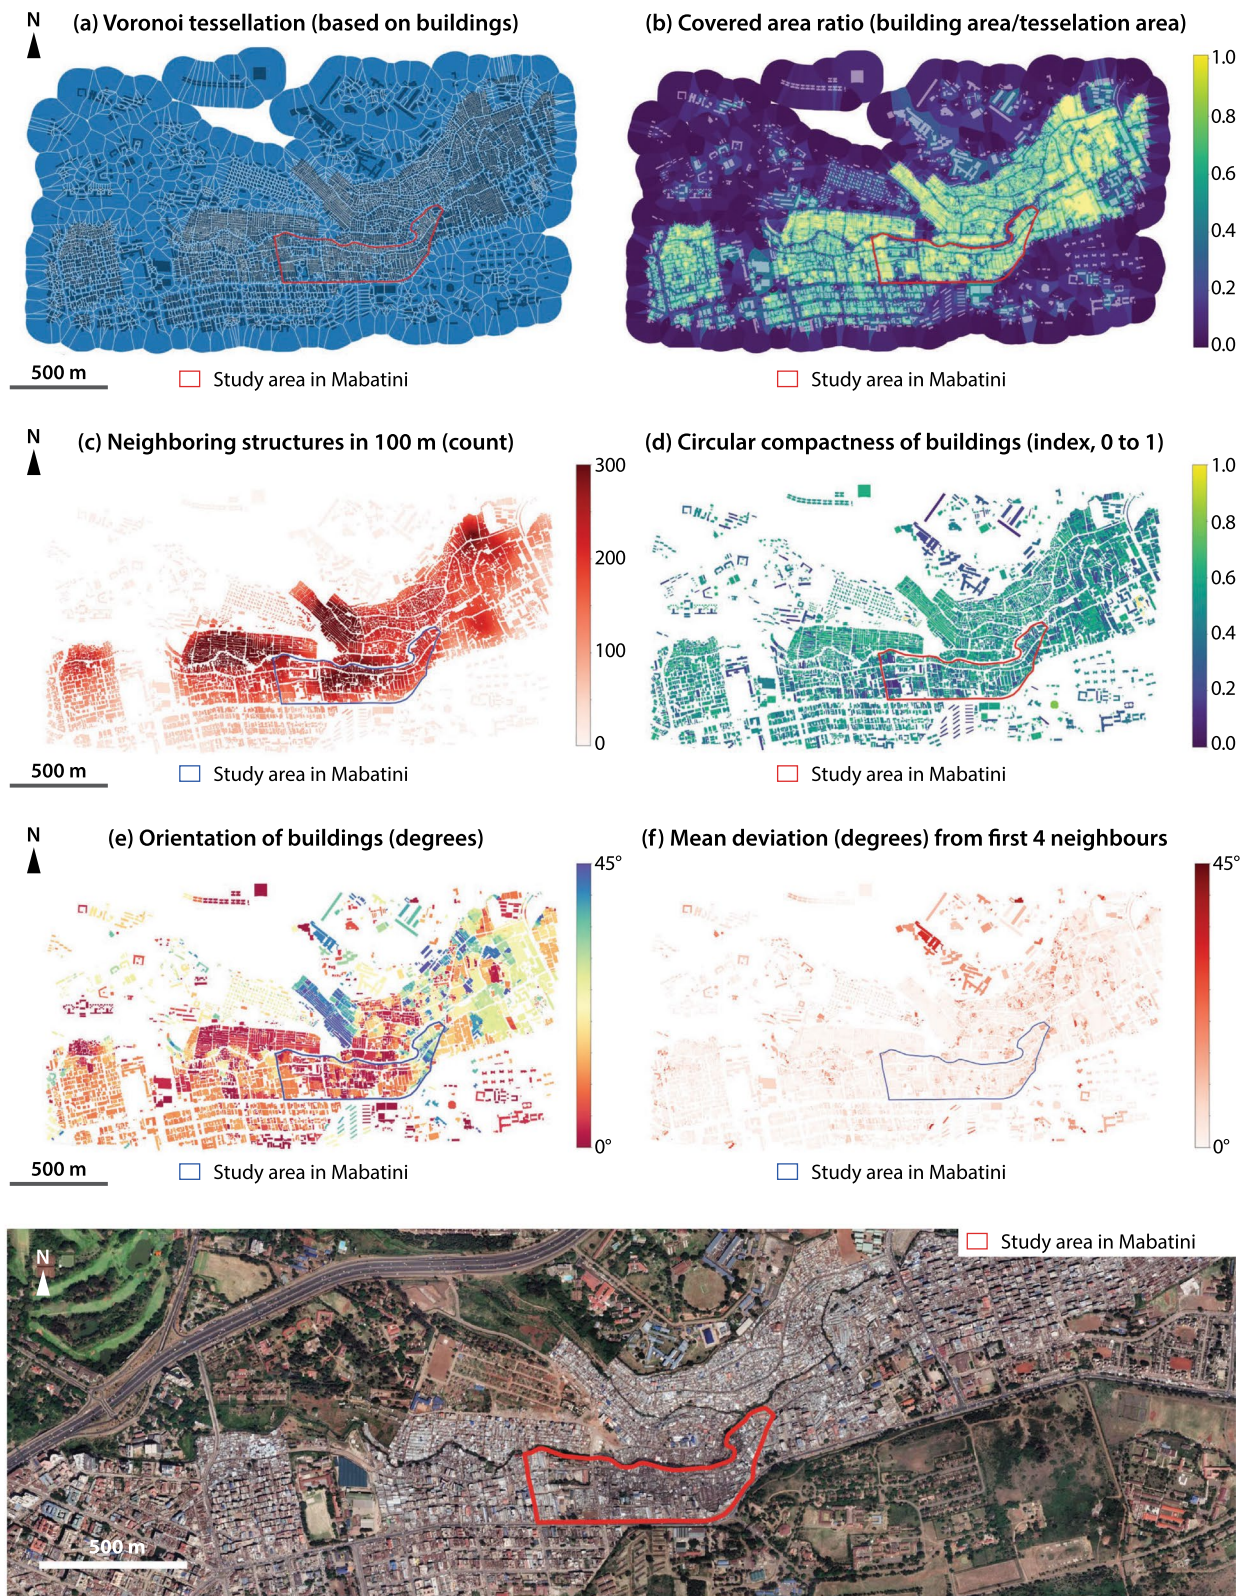 N
(a) Voronoi tessellation (based on buildings)
(b) Covered area ratio (building area/tesselation area)
1.0
0.8
0.6
0.4
0.2
0.0
500 m
Study area in Mabatini
Study area in Mabatini
N
(c) Neighboring structures in 100 m (count)
(d) Circular compactness of buildings (index, 0 to 1)
300
200
100
0
1.0
0.8
0.6
0.4
0.2
0.0
500 m
Study area in Mabatini
Study area in Mabatini
N
(e) Orientation of buildings (degrees)
(f) Mean deviation (degrees) from first 4 neighbours
45°
0°
45°
0°
500 m
Study area in Mabatini
Study area in Mabatini
N
Study area in Mabatini
500 m